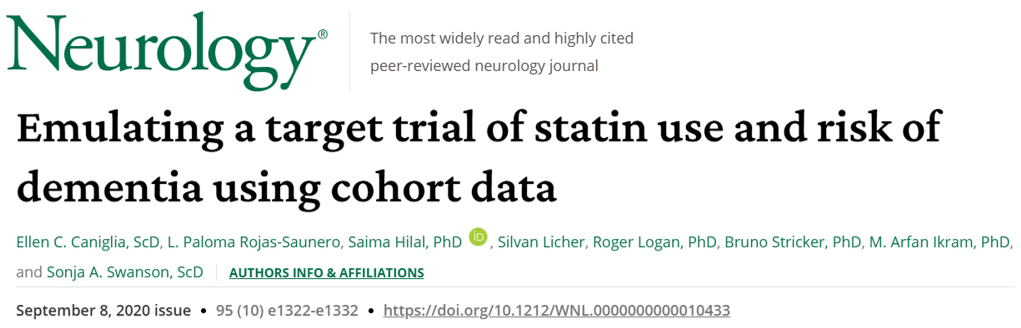 Neurology®
The most widely read and highly cited
peer-reviewed neurology journal
Emulating a target trial of statin use and risk of
dementia using cohort data
Ellen C. Caniglia, ScD, L. Paloma Rojas-Saunero, Saima Hilal, PhD iD, Silvan Licher, Roger Logan, PhD, Bruno Stricker, PhD, M. Arfan Ikram, PhD,
and Sonja A. Swanson, ScD | AUTHORS INFO & AFFILIATIONS
September 8, 2020 issue • 95 (10) e1322-e1332 • https://doi.org/10.1212/WNL.0000000000010433